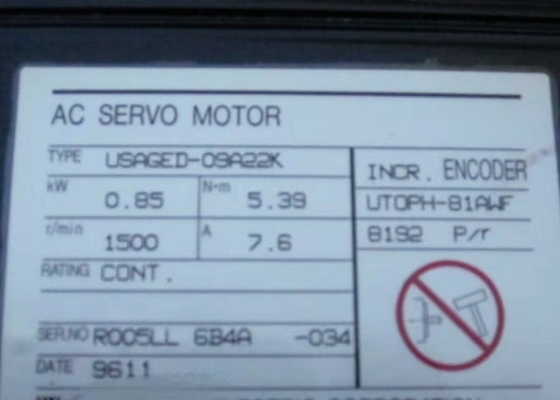 AC SERVO MOTOR
TYPE USAGED-09A22K
INCR. ENCODER
kW 0.85 N·m 5.39
UTOPH-81AWF
r/min 1500 A 7.6
8192 P/r
RATING CONT.
SER.NO R005LL 6B4A -034
DATE 9611